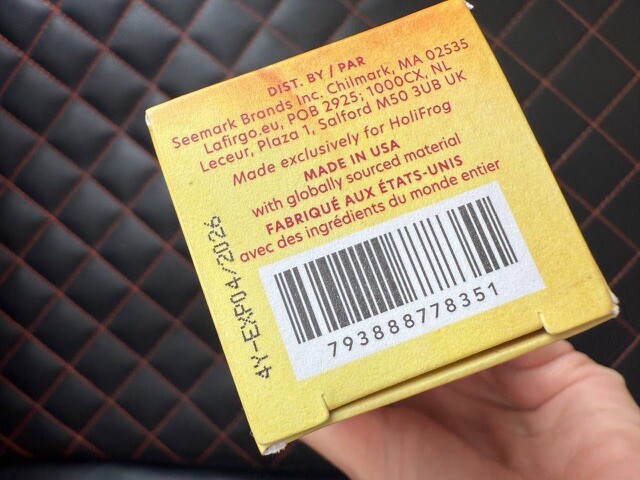 DIST. BY / PAR
Seemark Brands Inc. Chilmark, MA 02535
Lafirgo.eu, POB 2925; 1000CX, NL
Leceur, Plaza 1, Salford M50 3UB UK
Made exclusively for HoliFrog
MADE IN USA
with globally sourced material
FABRIQUÉ AUX ÉTATS-UNIS
avec des ingrédients du monde entier
793888778351
4Y-EXP04/2026